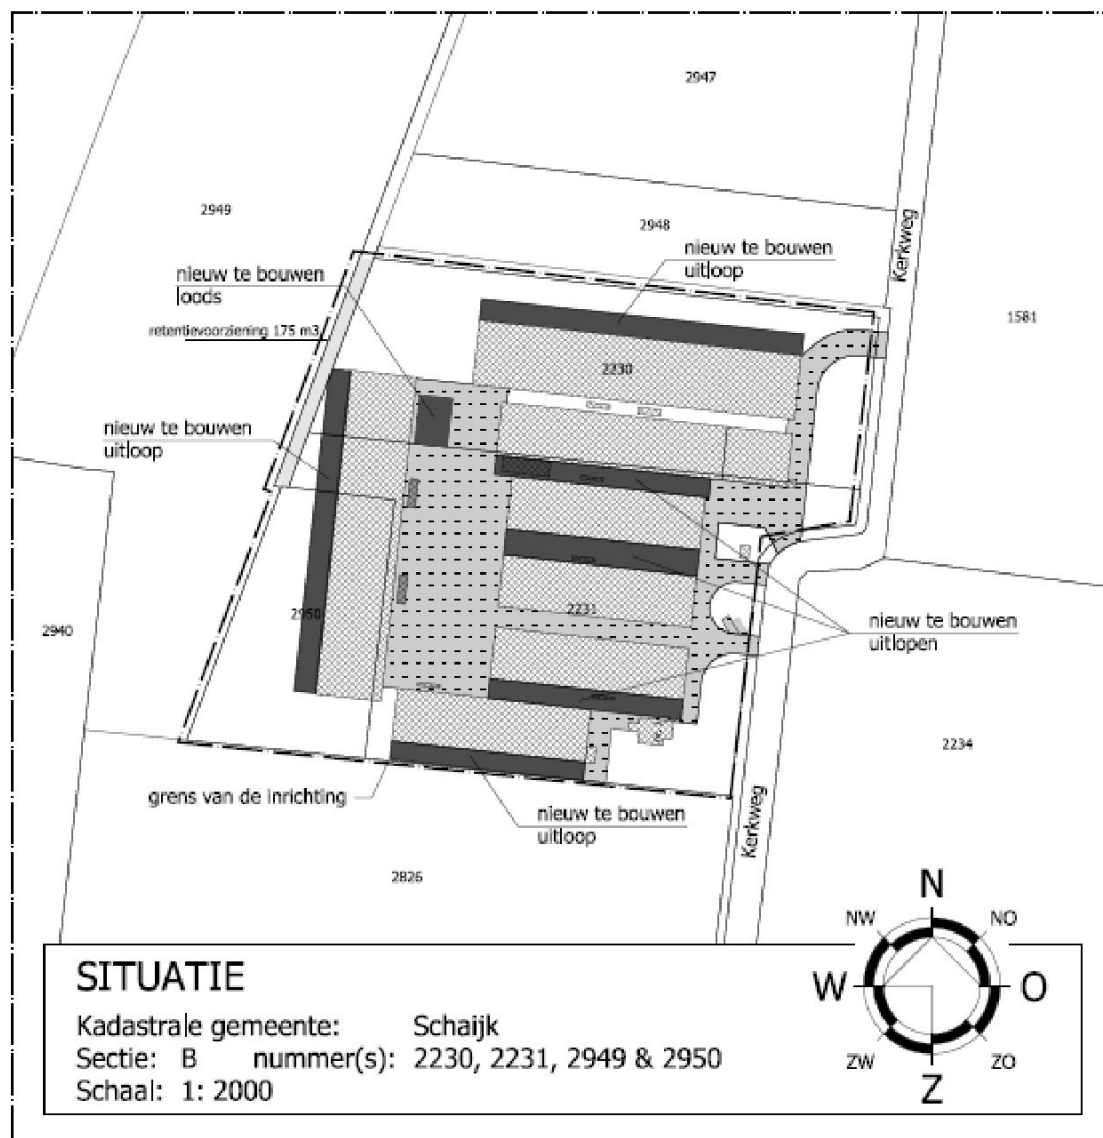 2947
2949
2948
nieuw te bouwen
uitloop
Kerkweg
nieuw te bouwen
loods
retentievoorziening 175 m3
1581
2230
nieuw te bouwen
uitloop
2950
2231
2940
nieuw te bouwen
uitlopen
2234
grens van de inrichting
nieuw te bouwen
uitloop
Kerkweg
2826
N
NW NO
W O
ZW ZO
Z
SITUATIE
Kadastrale gemeente: Schaijk
Sectie: B nummer(s): 2230, 2231, 2949 & 2950
Schaal: 1: 2000